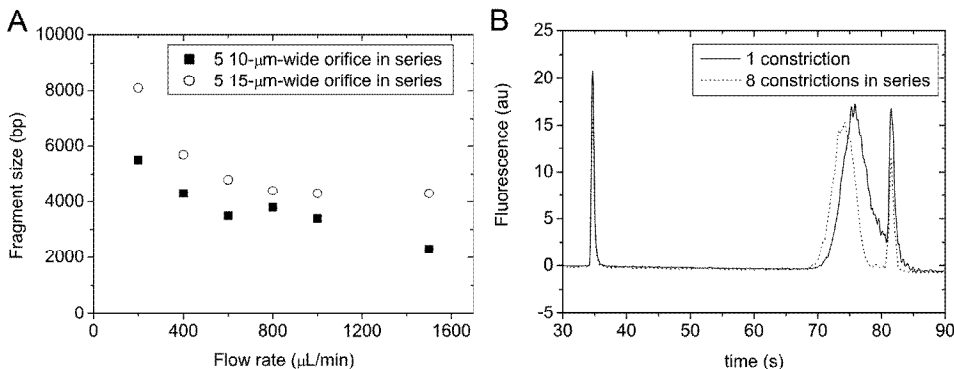 A
5 10-μm-wide orifice in series
5 15-μm-wide orifice in series
Fragment size (bp)
10000
8000
6000
4000
2000
0
0 400 800 1200 1600
Flow rate (μL/min)
B
1 constriction
8 constrictions in series
Fluorescence (au)
25
20
15
10
5
0
-5
30 40 50 60 70 80 90
time (s)